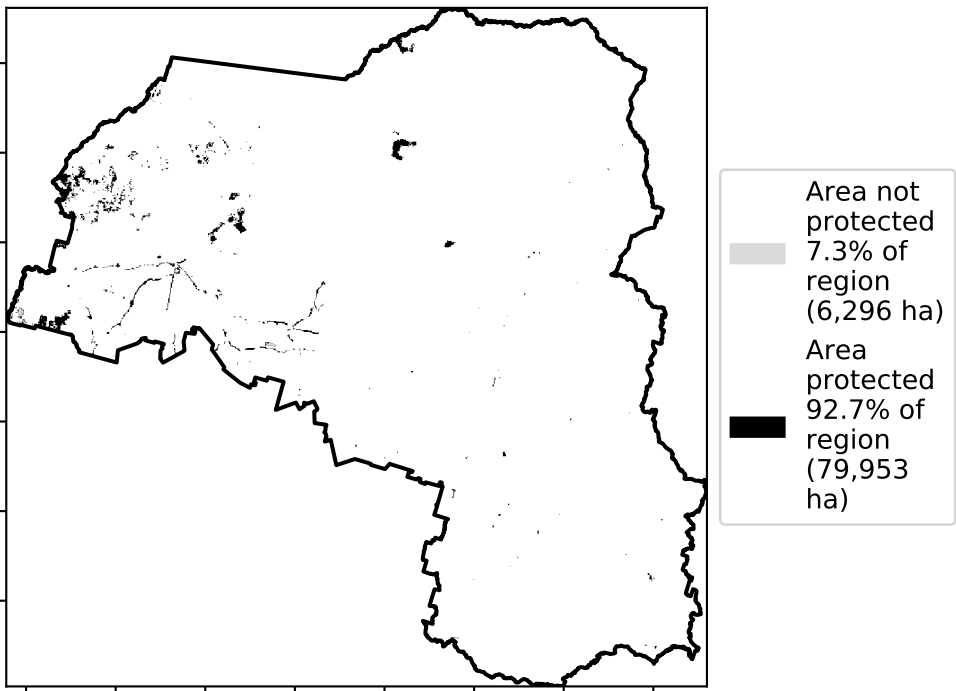 Area not
protected
7.3% of
region
(6,296 ha)
Area
protected
92.7% of
region
(79,953
ha)